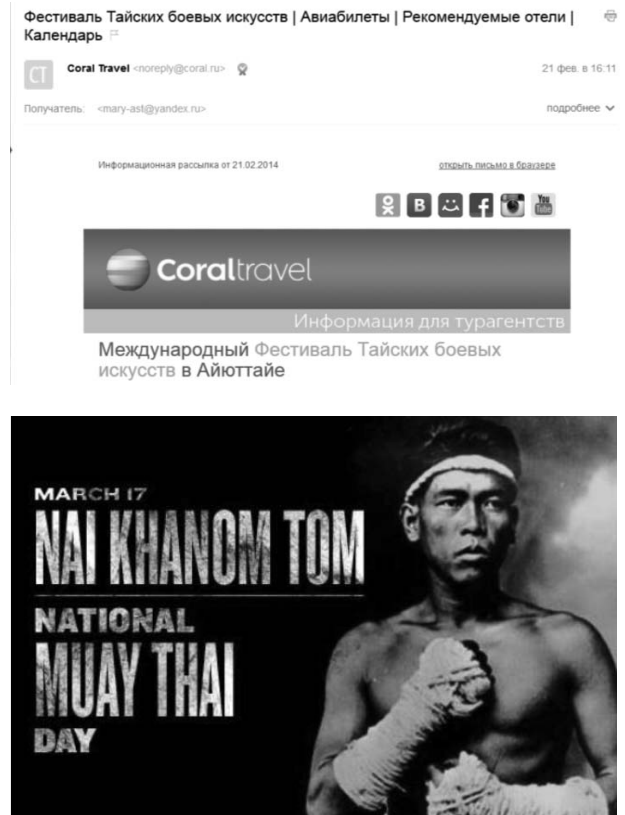 Фестиваль Тайских боевых искусств | Авиабилеты | Рекомендуемые отели |
Календарь
CT
Coral Travel <noreply@coral.ru>
21 фев. в 16:11
Получатель: <mary-ast@yandex.ru>
подробнее
Информационная рассылка от 21.02.2014
открыть письмо в браузере
В f You Tube
Coraltravel
Информация для турагентств
Международный Фестиваль Тайских боевых
искусств в Айюттайе
MARCH 17
NAI KHANOM TOM
NATIONAL
MUAY THAI
DAY